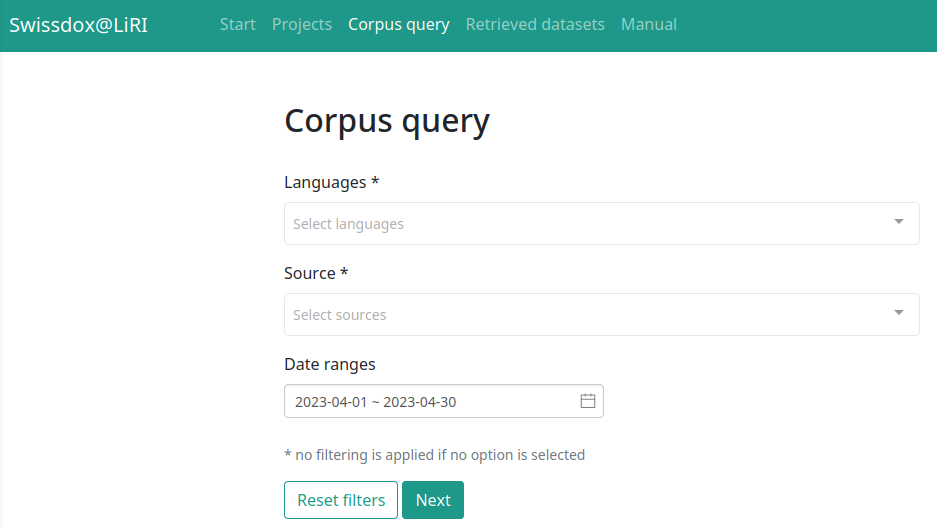 Swissdox@LiRI Start Projects Corpus query Retrieved datasets Manual
Corpus query
Languages *
Select languages
Source *
Select sources
Date ranges
2023-04-01 ~ 2023-04-30
* no filtering is applied if no option is selected
Reset filters Next